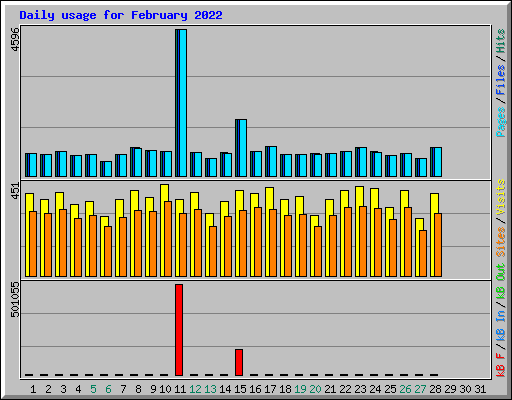 Daily usage for February 2022
4596
451
501055
Pages / Files / Hits
Sites / Visits
kB F / kB In / kB Out
1 2 3 4 5 6 7 8 9 10 11 12 13 14 15 16 17 18 19 20 21 22 23 24 25 26 27 28 29 30 31